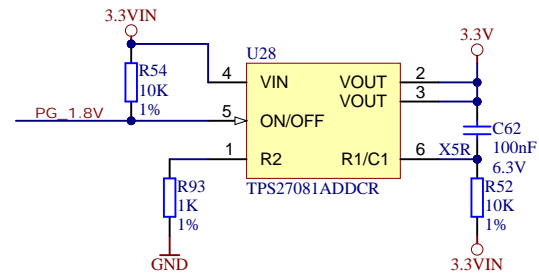 3.3VIN
3.3V
U28
R54
10K
1%
4
VIN
VOUT
2
VOUT
3
PG_1.8V
5
ON/OFF
C62
100nF
6.3V
X5R
1
R2
R1/C1
6
R93
1K
1%
TPS27081ADDCR
R52
10K
1%
GND
3.3VIN